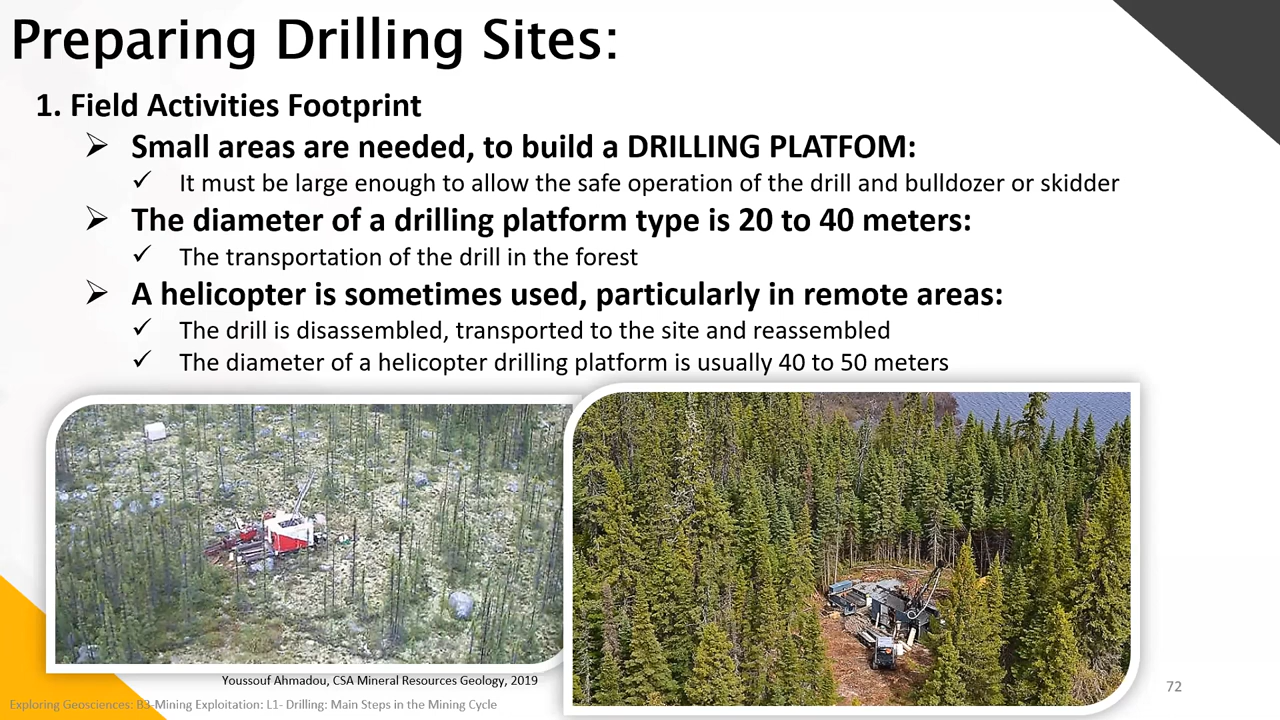 Preparing Drilling Sites:
1. Field Activities Footprint
Small areas are needed, to build a DRILLING PLATFOM:
It must be large enough to allow the safe operation of the drill and bulldozer or skidder
The diameter of a drilling platform type is 20 to 40 meters:
The transportation of the drill in the forest
A helicopter is sometimes used, particularly in remote areas:
The drill is disassembled, transported to the site and reassembled
The diameter of a helicopter drilling platform is usually 40 to 50 meters
Youssouf Ahmadou, CSA Mineral Resources Geology, 2019
72
Exploring Geosciences: B3-Mining Exploitation: L1- Drilling: Main Steps in the Mining Cycle